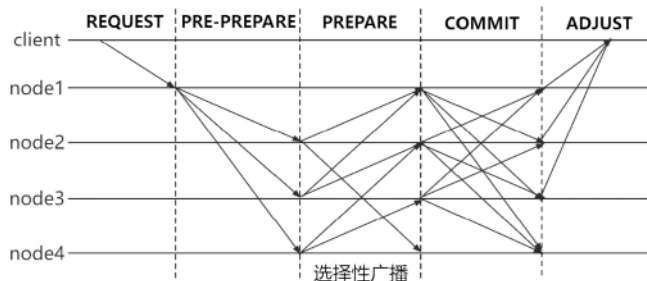 REQUEST PRE-PREPARE PREPARE COMMIT ADJUST
client
node1
node2
node3
node4
选择性广播